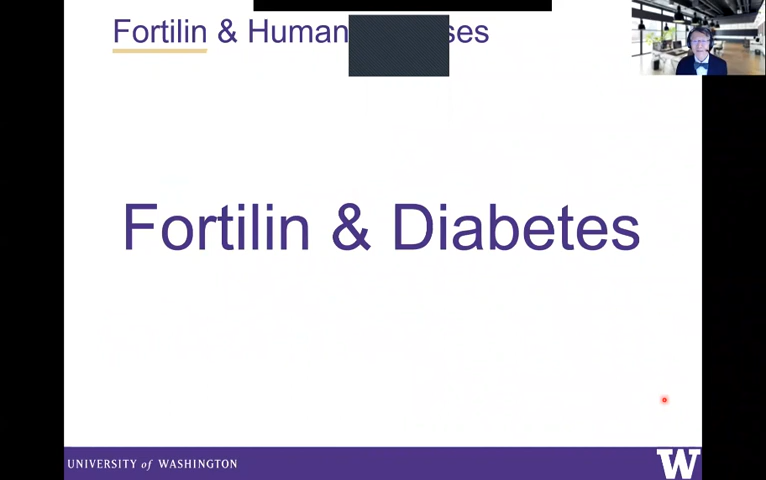 Fortilin & Human ses
Fortilin & Diabetes
UNIVERSITY of WASHINGTON
W